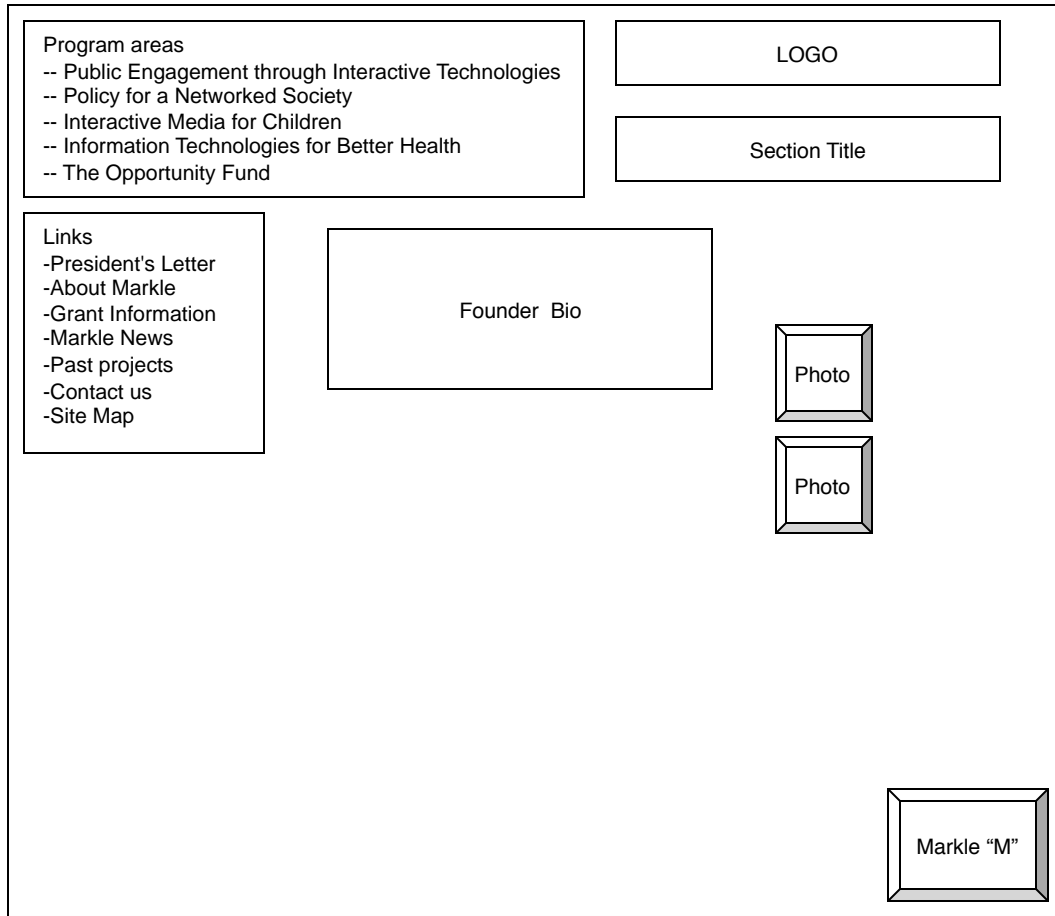 Program areas
-- Public Engagement through Interactive Technologies
-- Policy for a Networked Society
-- Interactive Media for Children
-- Information Technologies for Better Health
-- The Opportunity Fund
LOGO
Section Title
Links
-President's Letter
-About Markle
-Grant Information
-Markle News
-Past projects
-Contact us
-Site Map
Founder  Bio
Photo
Photo
Markle “M”